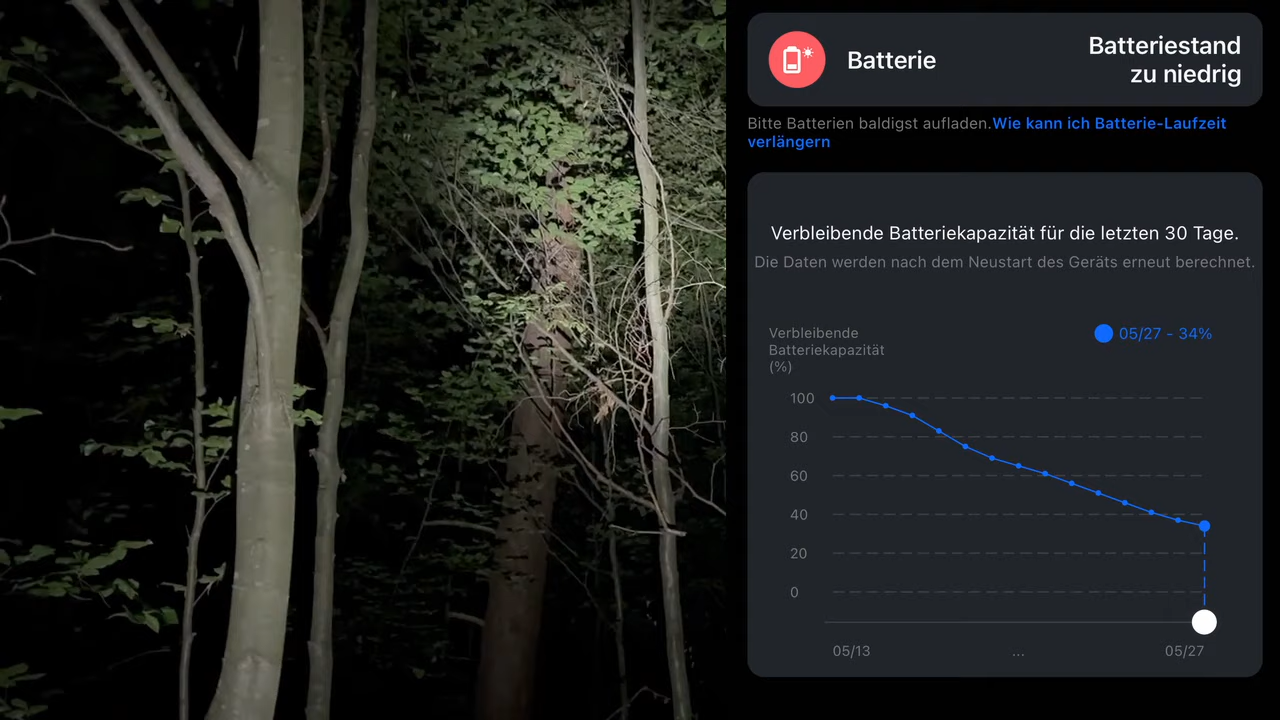 Batterie
Batteriestand
zu niedrig
Bitte Batterien baldigst aufladen.Wie kann ich Batterie-Laufzeit
verlängern
Verbleibende Batteriekapazität für die letzten 30 Tage.
Die Daten werden nach dem Neustart des Geräts erneut berechnet.
Verbleibende
Batteriekapazität
(%)
05/27 - 34%
100
80
60
40
20
0
05/13
...
05/27